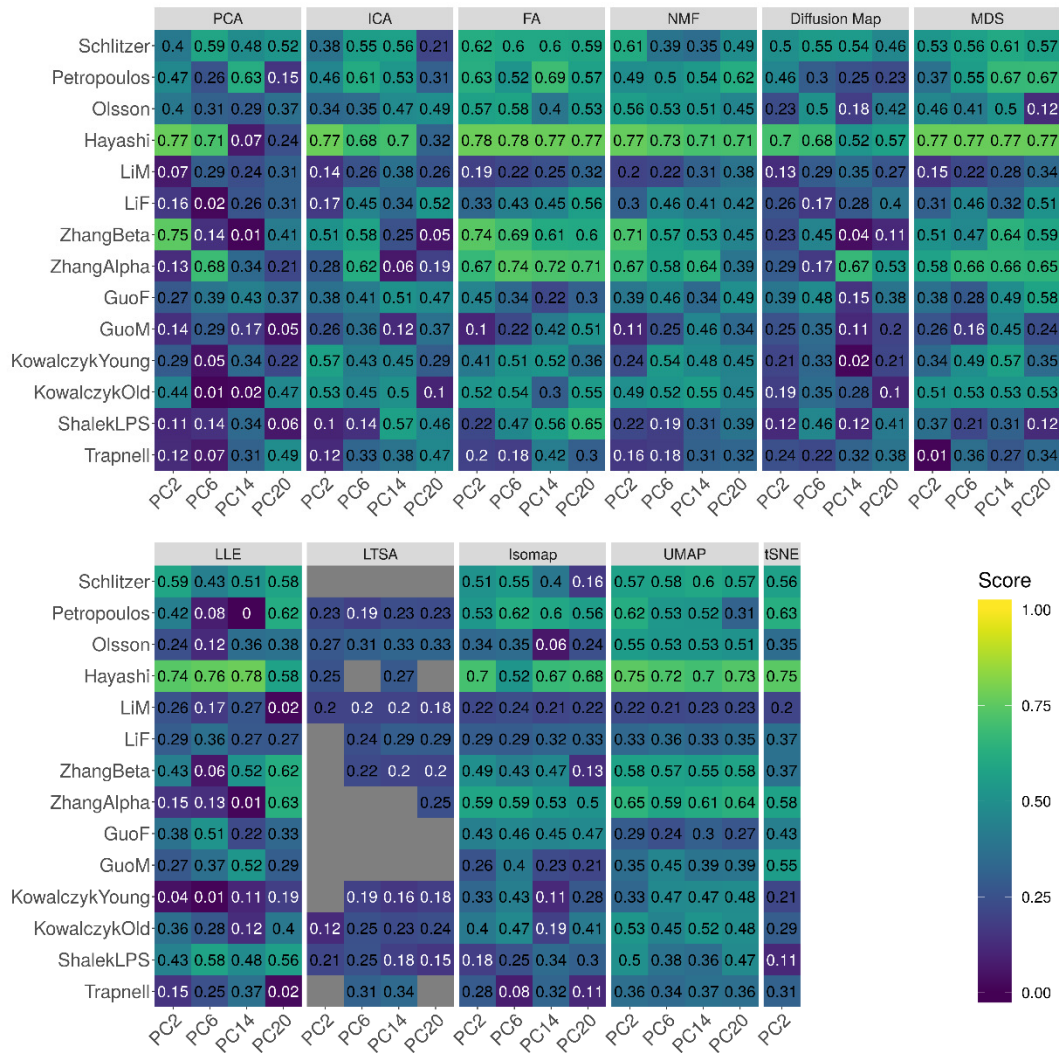 PCA ICA FA NMF Diffusion Map MDS
Schlitzer 0.4 0.59 0.48 0.52 0.38 0.55 0.56 0.21 0.62 0.6 0.6 0.59 0.61 0.39 0.35 0.49 0.5 0.55 0.54 0.46 0.53 0.56 0.61 0.57
Petropoulos 0.47 0.26 0.63 0.15 0.46 0.61 0.53 0.31 0.63 0.52 0.69 0.57 0.49 0.5 0.54 0.62 0.46 0.3 0.25 0.23 0.37 0.55 0.67 0.67
Olsson 0.4 0.31 0.29 0.37 0.34 0.35 0.47 0.49 0.57 0.58 0.4 0.53 0.56 0.53 0.51 0.45 0.23 0.5 0.18 0.42 0.46 0.41 0.5 0.12
Hayashi 0.77 0.71 0.07 0.24 0.77 0.68 0.7 0.32 0.78 0.78 0.77 0.77 0.77 0.73 0.71 0.71 0.7 0.68 0.52 0.57 0.77 0.77 0.77 0.77
LiM 0.07 0.29 0.24 0.31 0.14 0.26 0.38 0.26 0.19 0.22 0.25 0.32 0.2 0.22 0.31 0.38 0.13 0.29 0.35 0.27 0.15 0.22 0.28 0.34
LiF 0.16 0.02 0.26 0.31 0.17 0.45 0.34 0.52 0.33 0.43 0.45 0.56 0.3 0.46 0.41 0.42 0.26 0.17 0.28 0.4 0.31 0.46 0.32 0.51
ZhangBeta 0.75 0.14 0.01 0.41 0.51 0.58 0.25 0.05 0.74 0.69 0.61 0.6 0.71 0.57 0.53 0.45 0.23 0.45 0.04 0.11 0.51 0.47 0.64 0.59
ZhangAlpha 0.13 0.68 0.34 0.21 0.28 0.62 0.06 0.19 0.67 0.74 0.72 0.71 0.67 0.58 0.64 0.39 0.29 0.17 0.67 0.53 0.58 0.66 0.66 0.65
GuoF 0.27 0.39 0.43 0.37 0.38 0.41 0.51 0.47 0.45 0.34 0.22 0.3 0.39 0.46 0.34 0.49 0.39 0.48 0.15 0.38 0.38 0.28 0.49 0.58
GuoM 0.14 0.29 0.17 0.05 0.26 0.36 0.12 0.37 0.1 0.22 0.42 0.51 0.11 0.25 0.46 0.34 0.25 0.35 0.11 0.2 0.26 0.16 0.45 0.24
KowalczykYoung 0.29 0.05 0.34 0.22 0.57 0.43 0.45 0.29 0.41 0.51 0.52 0.36 0.24 0.54 0.48 0.45 0.21 0.33 0.02 0.21 0.34 0.49 0.57 0.35
KowalczykOld 0.44 0.01 0.02 0.47 0.53 0.45 0.5 0.1 0.52 0.54 0.3 0.55 0.54 0.52 0.55 0.45 0.19 0.35 0.28 0.1 0.51 0.53 0.53 0.53
ShalekLPS 0.11 0.14 0.34 0.06 0.1 0.14 0.57 0.46 0.22 0.47 0.56 0.65 0.22 0.19 0.31 0.39 0.12 0.46 0.12 0.41 0.37 0.21 0.31 0.12
Trapnell 0.12 0.07 0.31 0.49 0.12 0.33 0.38 0.47 0.2 0.18 0.42 0.3 0.16 0.18 0.31 0.32 0.24 0.22 0.32 0.38 0.01 0.36 0.27 0.34
PC2 PC6 PC14 PC20 PC2 PC6 PC14 PC20 PC2 PC6 PC14 PC20 PC2 PC6 PC14 PC20 PC2 PC6 PC14 PC20 PC2 PC6 PC14 PC20
LLE LTSA Isomap UMAP tSNE
Schlitzer 0.59 0.43 0.51 0.58 0.51 0.55 0.4 0.16 0.57 0.58 0.6 0.57 0.56
Petropoulos 0.42 0.08 0 0.62 0.23 0.19 0.23 0.23 0.53 0.62 0.6 0.56 0.62 0.53 0.52 0.31 0.63
Olsson 0.24 0.12 0.36 0.38 0.27 0.31 0.33 0.33 0.34 0.35 0.06 0.24 0.55 0.55 0.53 0.51 0.35
Hayashi 0.74 0.76 0.78 0.58 0.25 0.27 0.7 0.52 0.67 0.68 0.75 0.72 0.7 0.73 0.75
LiM 0.26 0.17 0.27 0.02 0.2 0.2 0.2 0.18 0.22 0.24 0.21 0.22 0.22 0.21 0.23 0.23 0.2
LiF 0.29 0.36 0.27 0.27 0.24 0.29 0.29 0.29 0.29 0.32 0.33 0.33 0.36 0.33 0.35 0.37
ZhangBeta 0.43 0.06 0.52 0.62 0.22 0.2 0.2 0.49 0.43 0.47 0.13 0.58 0.57 0.55 0.58 0.37
ZhangAlpha 0.15 0.13 0.01 0.63 0.25 0.59 0.59 0.53 0.5 0.65 0.59 0.61 0.64 0.58
GuoF 0.38 0.51 0.22 0.33 0.43 0.46 0.45 0.47 0.29 0.24 0.3 0.27 0.43
GuoM 0.27 0.37 0.52 0.29 0.26 0.4 0.23 0.21 0.35 0.45 0.39 0.39 0.55
KowalczykYoung 0.04 0.01 0.11 0.19 0.19 0.16 0.18 0.33 0.43 0.11 0.28 0.33 0.47 0.47 0.48 0.21
KowalczykOld 0.36 0.28 0.12 0.4 0.12 0.25 0.23 0.24 0.4 0.47 0.19 0.41 0.53 0.45 0.52 0.48 0.29
ShalekLPS 0.43 0.58 0.48 0.56 0.21 0.25 0.18 0.15 0.18 0.25 0.34 0.3 0.5 0.38 0.36 0.47 0.11
Trapnell 0.15 0.25 0.37 0.02 0.31 0.34 0.28 0.08 0.32 0.11 0.36 0.34 0.37 0.36 0.31
PC2 PC6 PC14 PC20 PC2 PC6 PC14 PC20 PC2 PC6 PC14 PC20 PC2 PC6 PC14 PC20 PC2
Score
1.00
0.75
0.50
0.25
0.00